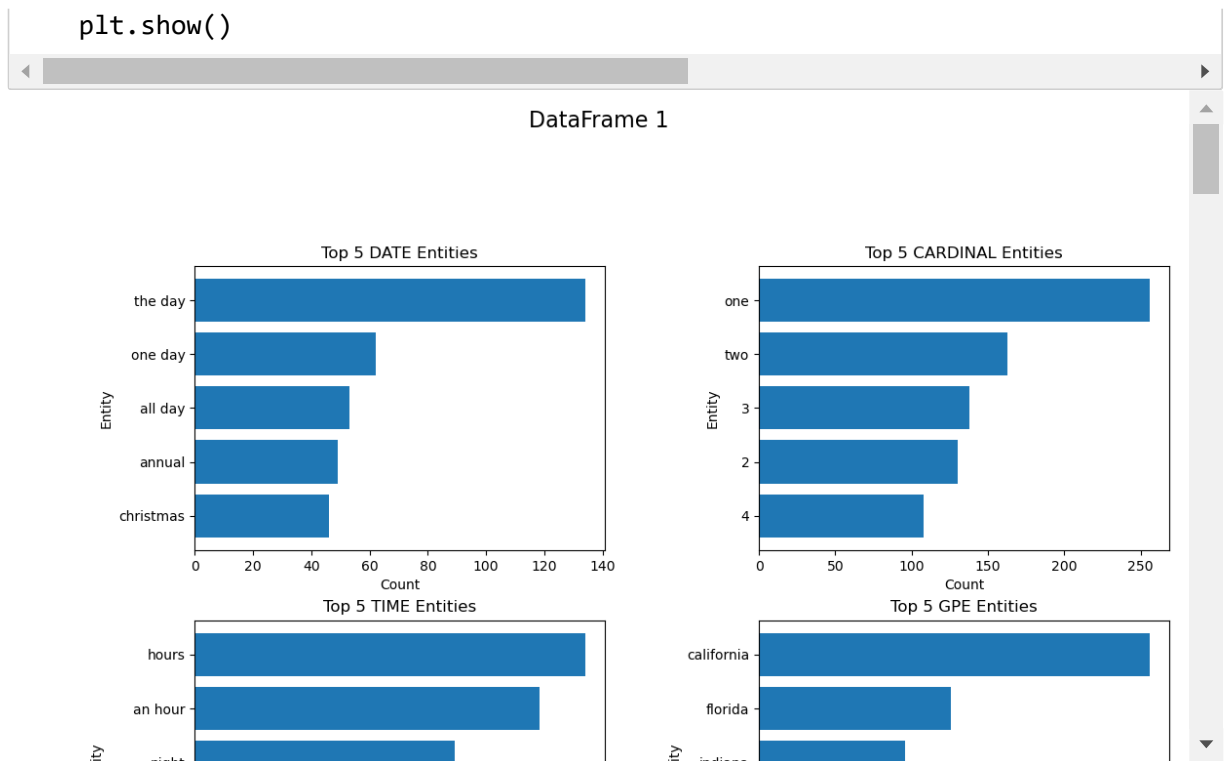 plt.show()
DataFrame 1
Top 5 DATE Entities
the day
one day
all day
annual
christmas
Entity
0 20 40 60 80 100 120 140
Count
Top 5 CARDINAL Entities
one
two
3
2
4
Entity
0 50 100 150 200 250
Count
Top 5 TIME Entities
hours
an hour
night
Top 5 GPE Entities
california
florida
indiana